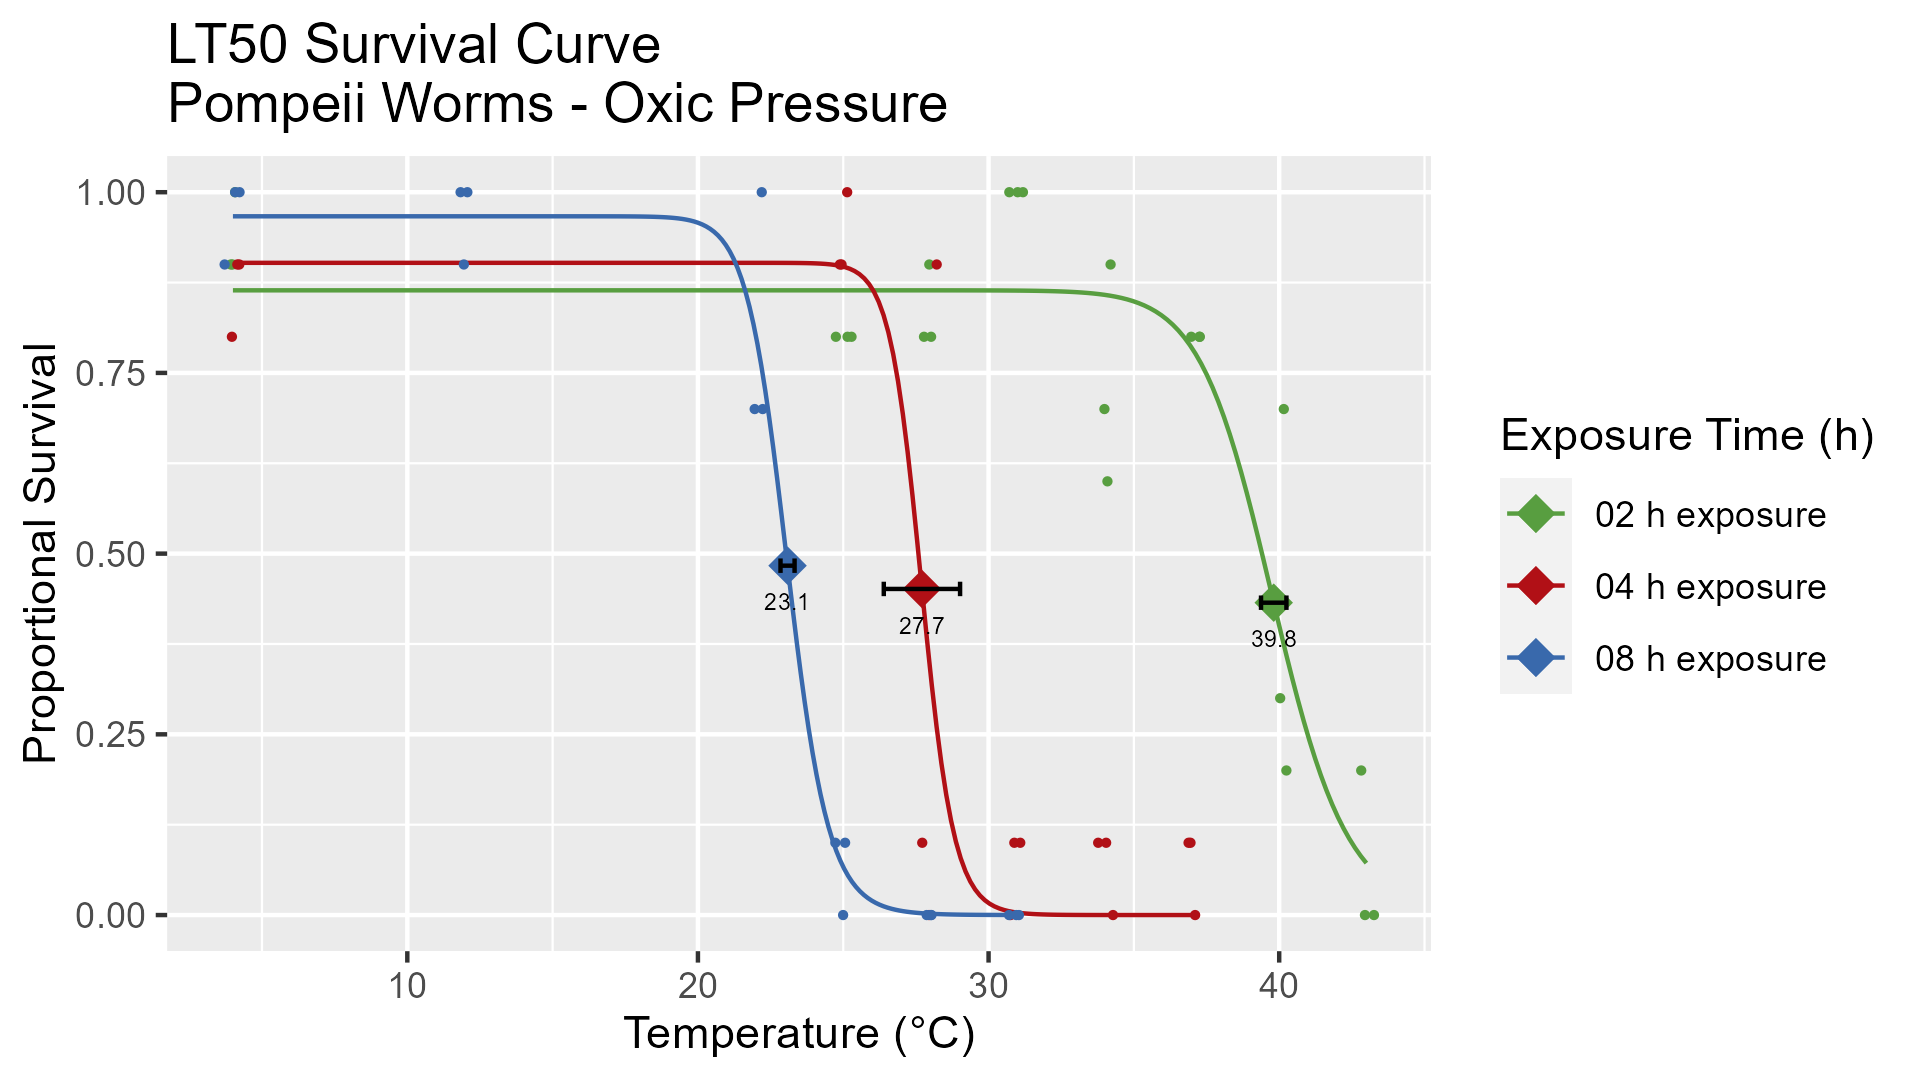 LT50 Survival Curve
Pompeii Worms - Oxic Pressure
Proportional Survival
1.00
0.75
0.50
0.25
0.00
23.1
27.7
39.8
10
20
30
40
Temperature (°C)
Exposure Time (h)
02 h exposure
04 h exposure
08 h exposure